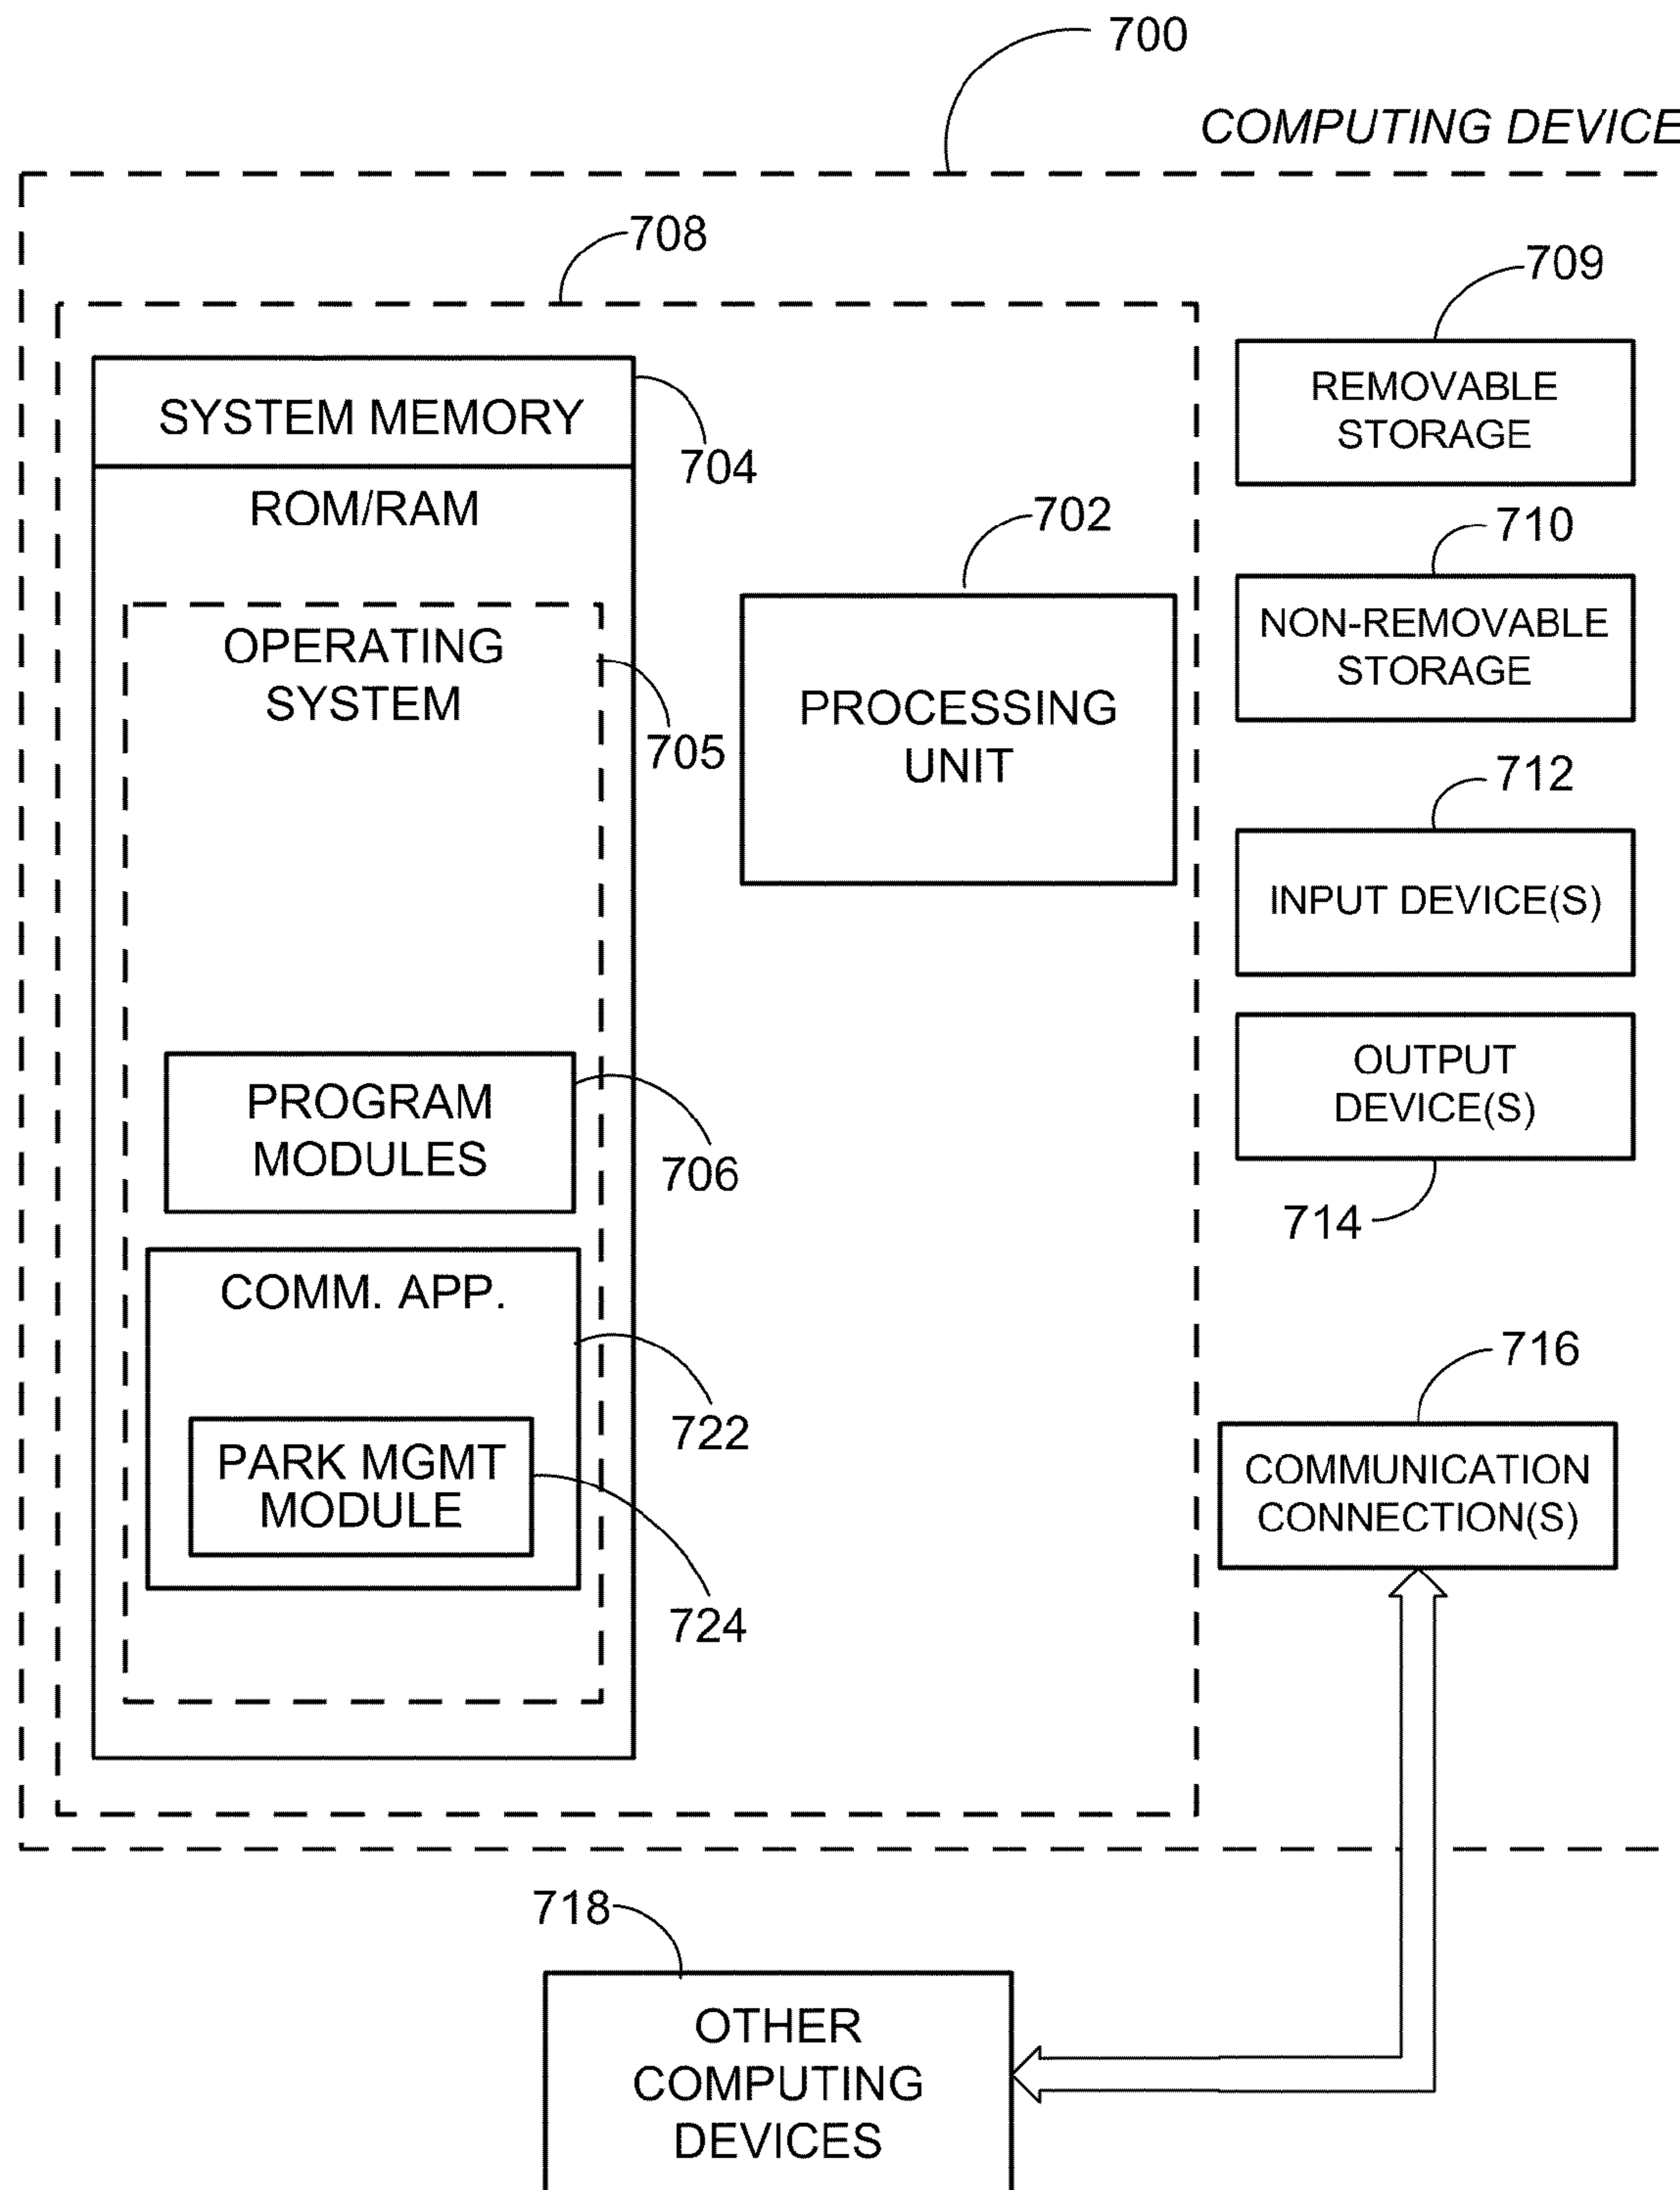 700
COMPUTING DEVICE
708
709
SYSTEM MEMORY
704
REMOVABLE
STORAGE
ROM/RAM
702
710
OPERATING
SYSTEM
705
PROCESSING
UNIT
NON-REMOVABLE
STORAGE
712
INPUT DEVICE(S)
PROGRAM
MODULES
706
OUTPUT
DEVICE(S)
714
COMM. APP.
722
716
PARK MGMT
MODULE
724
COMMUNICATION
CONNECTION(S)
718
OTHER
COMPUTING
DEVICES